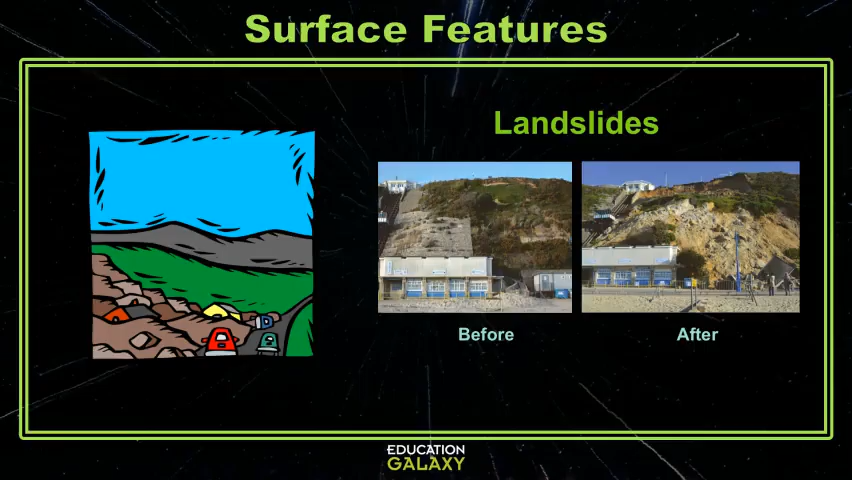 Surface Features
Landslides
Before
After
EDUCATION
GALAXY